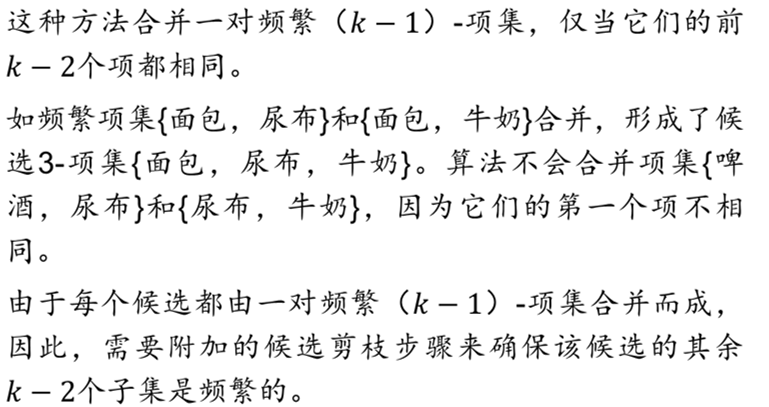 这种方法合并一对频繁（k − 1）-项集，仅当它们的前
k − 2个项都相同。
如频繁项集{面包，尿布}和{面包，牛奶}合并，形成了候
选3-项集{面包，尿布，牛奶}。算法不会合并项集{啤
酒，尿布}和{尿布，牛奶}，因为它们的第一个项不相
同。
由于每个候选都由一对频繁（k − 1）-项集合并而成，
因此，需要附加的候选剪枝步骤来确保该候选的其余
k − 2个子集是频繁的。